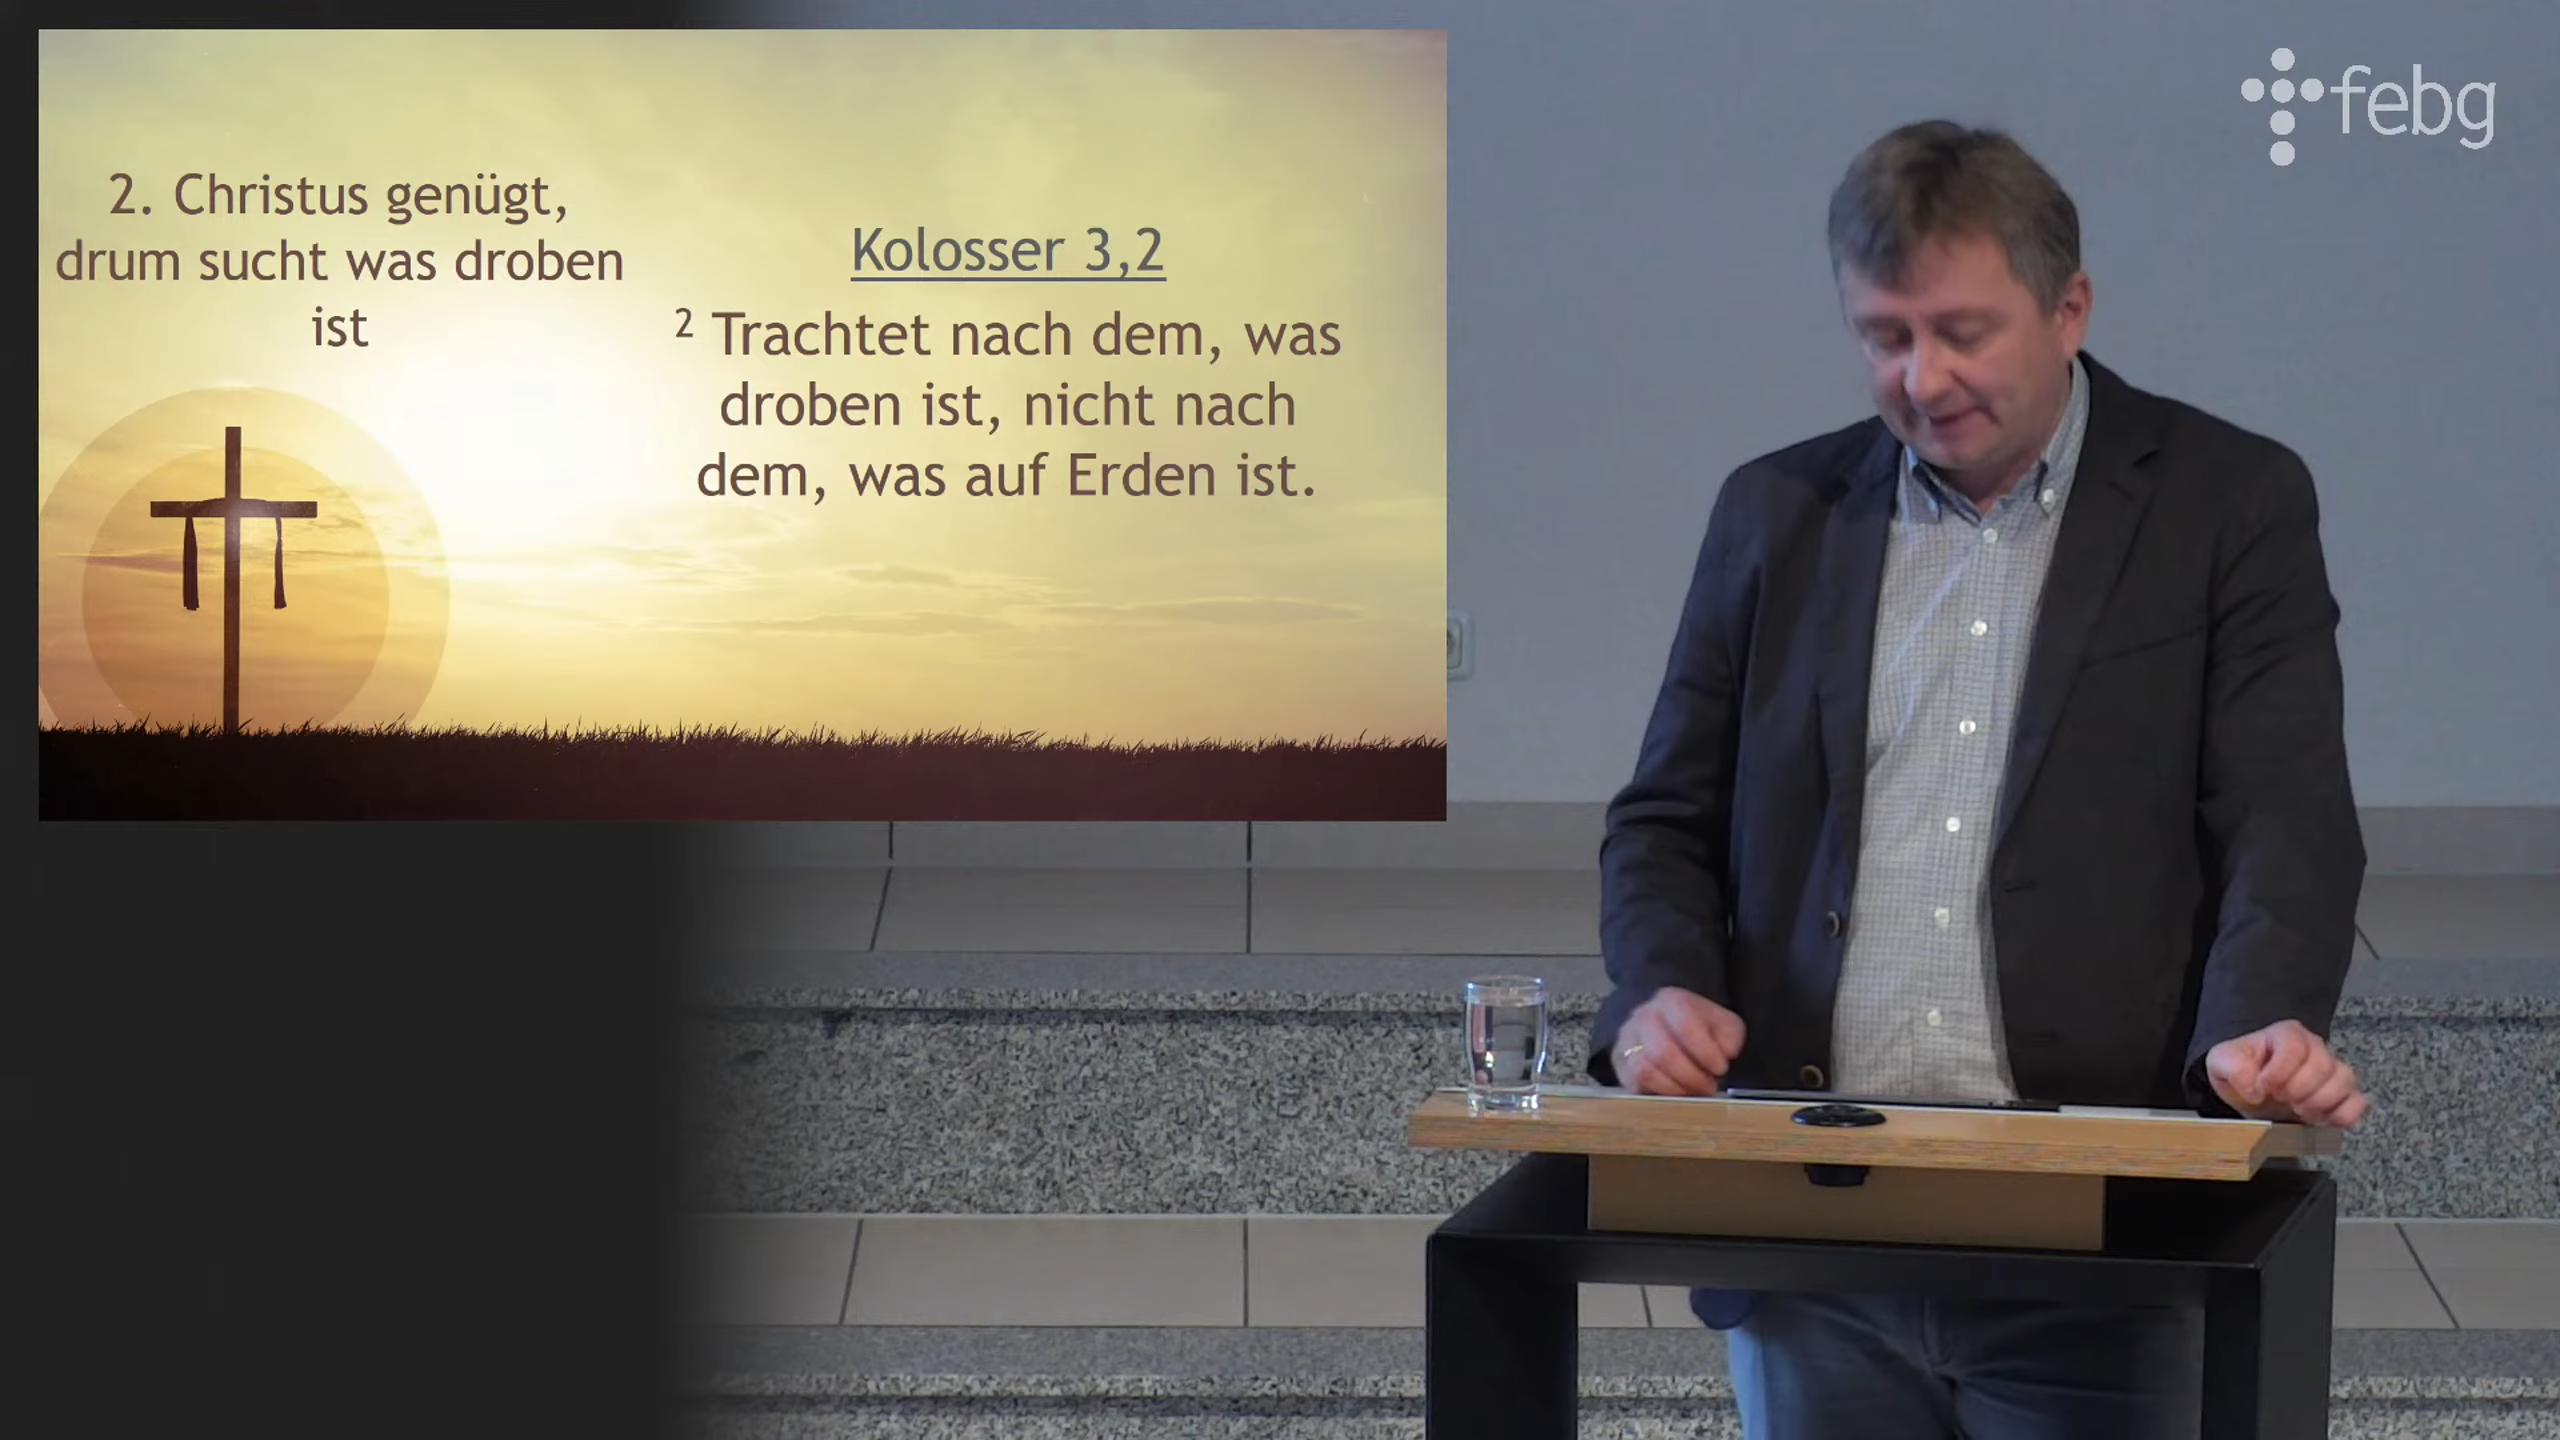 2. Christus genügt,
drum sucht was droben
ist
Kolosser 3,2
² Trachtet nach dem, was
droben ist, nicht nach
dem, was auf Erden ist.
febg